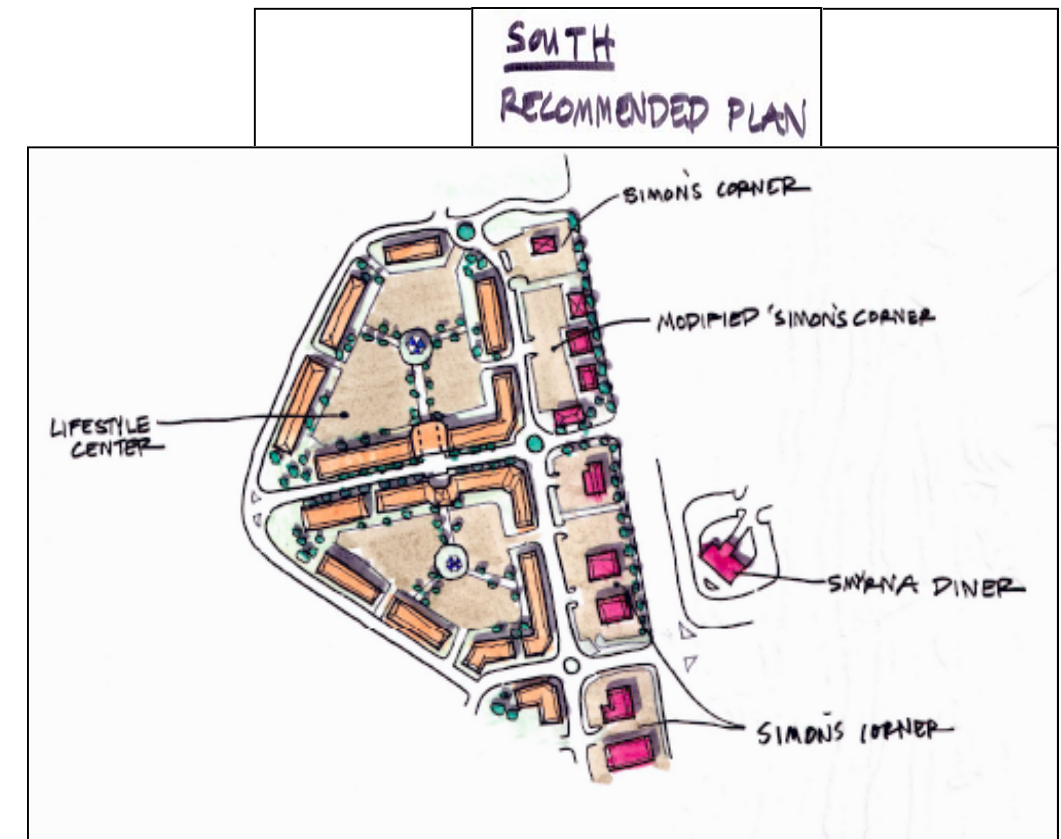 SOUTH
RECOMMENDED PLAN
SIMON'S CORNER
MODIFIED 'SIMON'S CORNER
LIFESTYLE
CENTER
SMYRNA DINER
SIMON'S CORNER